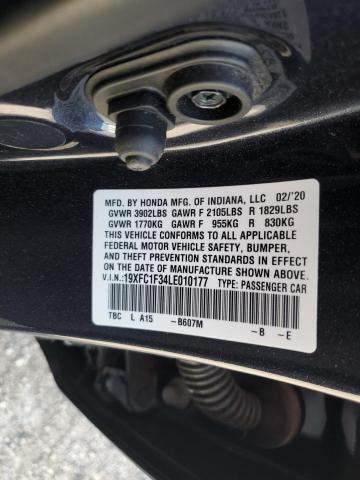 MFD. BY HONDA MFG. OF INDIANA, LLC 02/'20
GVWR 3902LBS GAWR F 2105LBS R 1829LBS
GVWR 1770KG GAWR F 955KG R 830KG
THIS VEHICLE CONFORMS TO ALL APPLICABLE
FEDERAL MOTOR VEHICLE SAFETY, BUMPER,
AND THEFT PREVENTION STANDARDS IN EFFECT
ON THE DATE OF MANUFACTURE SHOWN ABOVE.
V.I.N.:19XFC1F34LE010177 TYPE: PASSENGER CAR
TBC L A15 -B607M -B -E